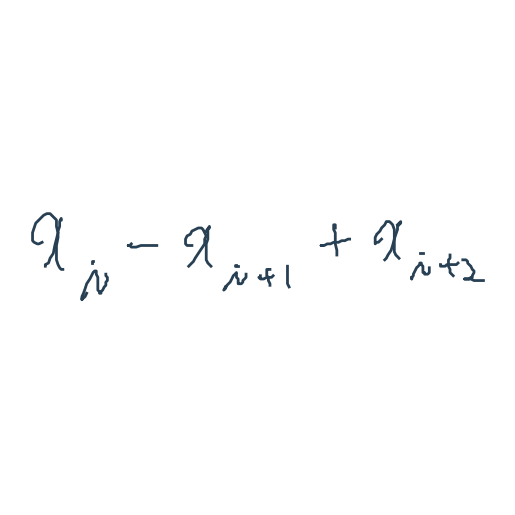 x_i - x_{i+1} + x_{i+2}